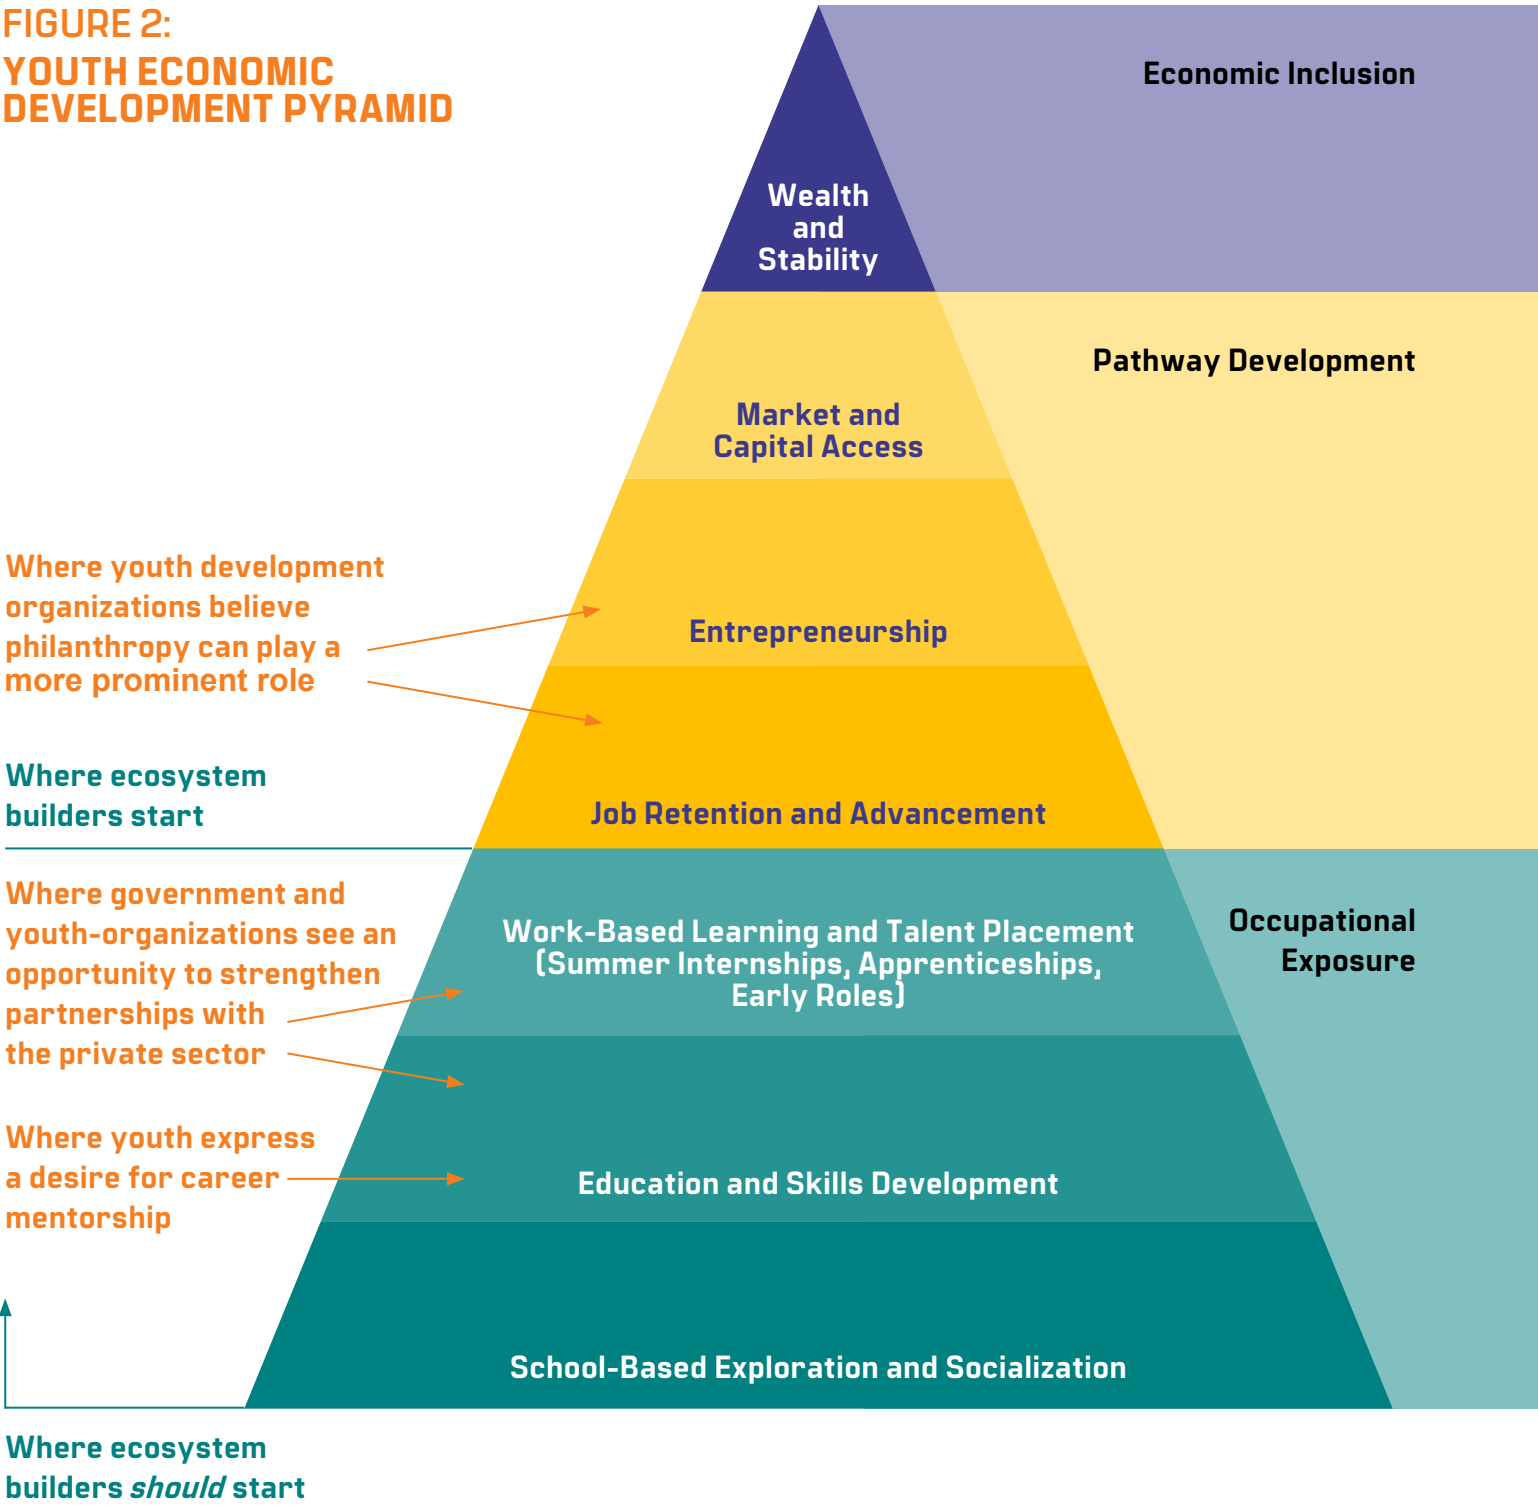 FIGURE 2:
YOUTH ECONOMIC
DEVELOPMENT PYRAMID
Economic Inclusion
Wealth
and
Stability
Pathway Development
Market and
Capital Access
Where youth development
organizations believe
philanthropy can play a
more prominent role
Entrepreneurship
Where ecosystem
builders start
Job Retention and Advancement
Where government and
youth-organizations see an
opportunity to strengthen
partnerships with
the private sector
Work-Based Learning and Talent Placement
(Summer Internships, Apprenticeships,
Early Roles)
Occupational
Exposure
Where youth express
a desire for career
mentorship
Education and Skills Development
School-Based Exploration and Socialization
Where ecosystem
builders should start